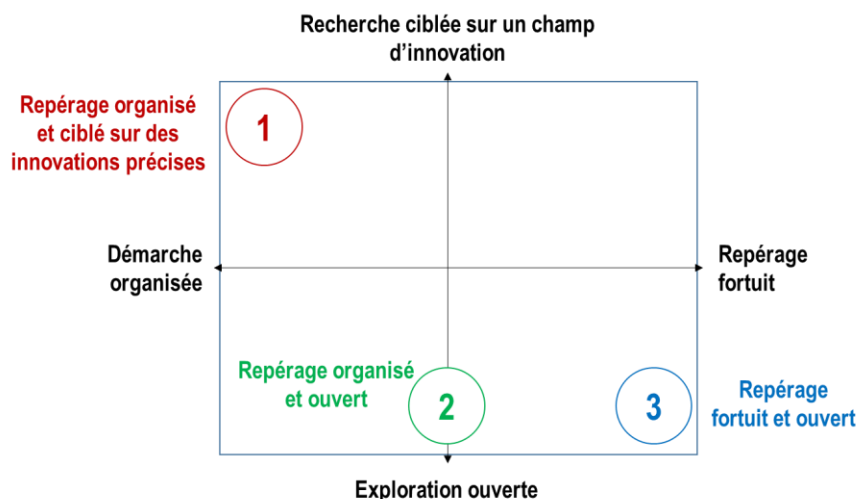 Recherche ciblée sur un champ
d’innovation
Repérage organisé
et ciblé sur des
innovations précises
1
Démarche
organisée
Repérage
fortuit
Repérage organisé
et ouvert
2
3
Repérage
fortuit et ouvert
Exploration ouverte